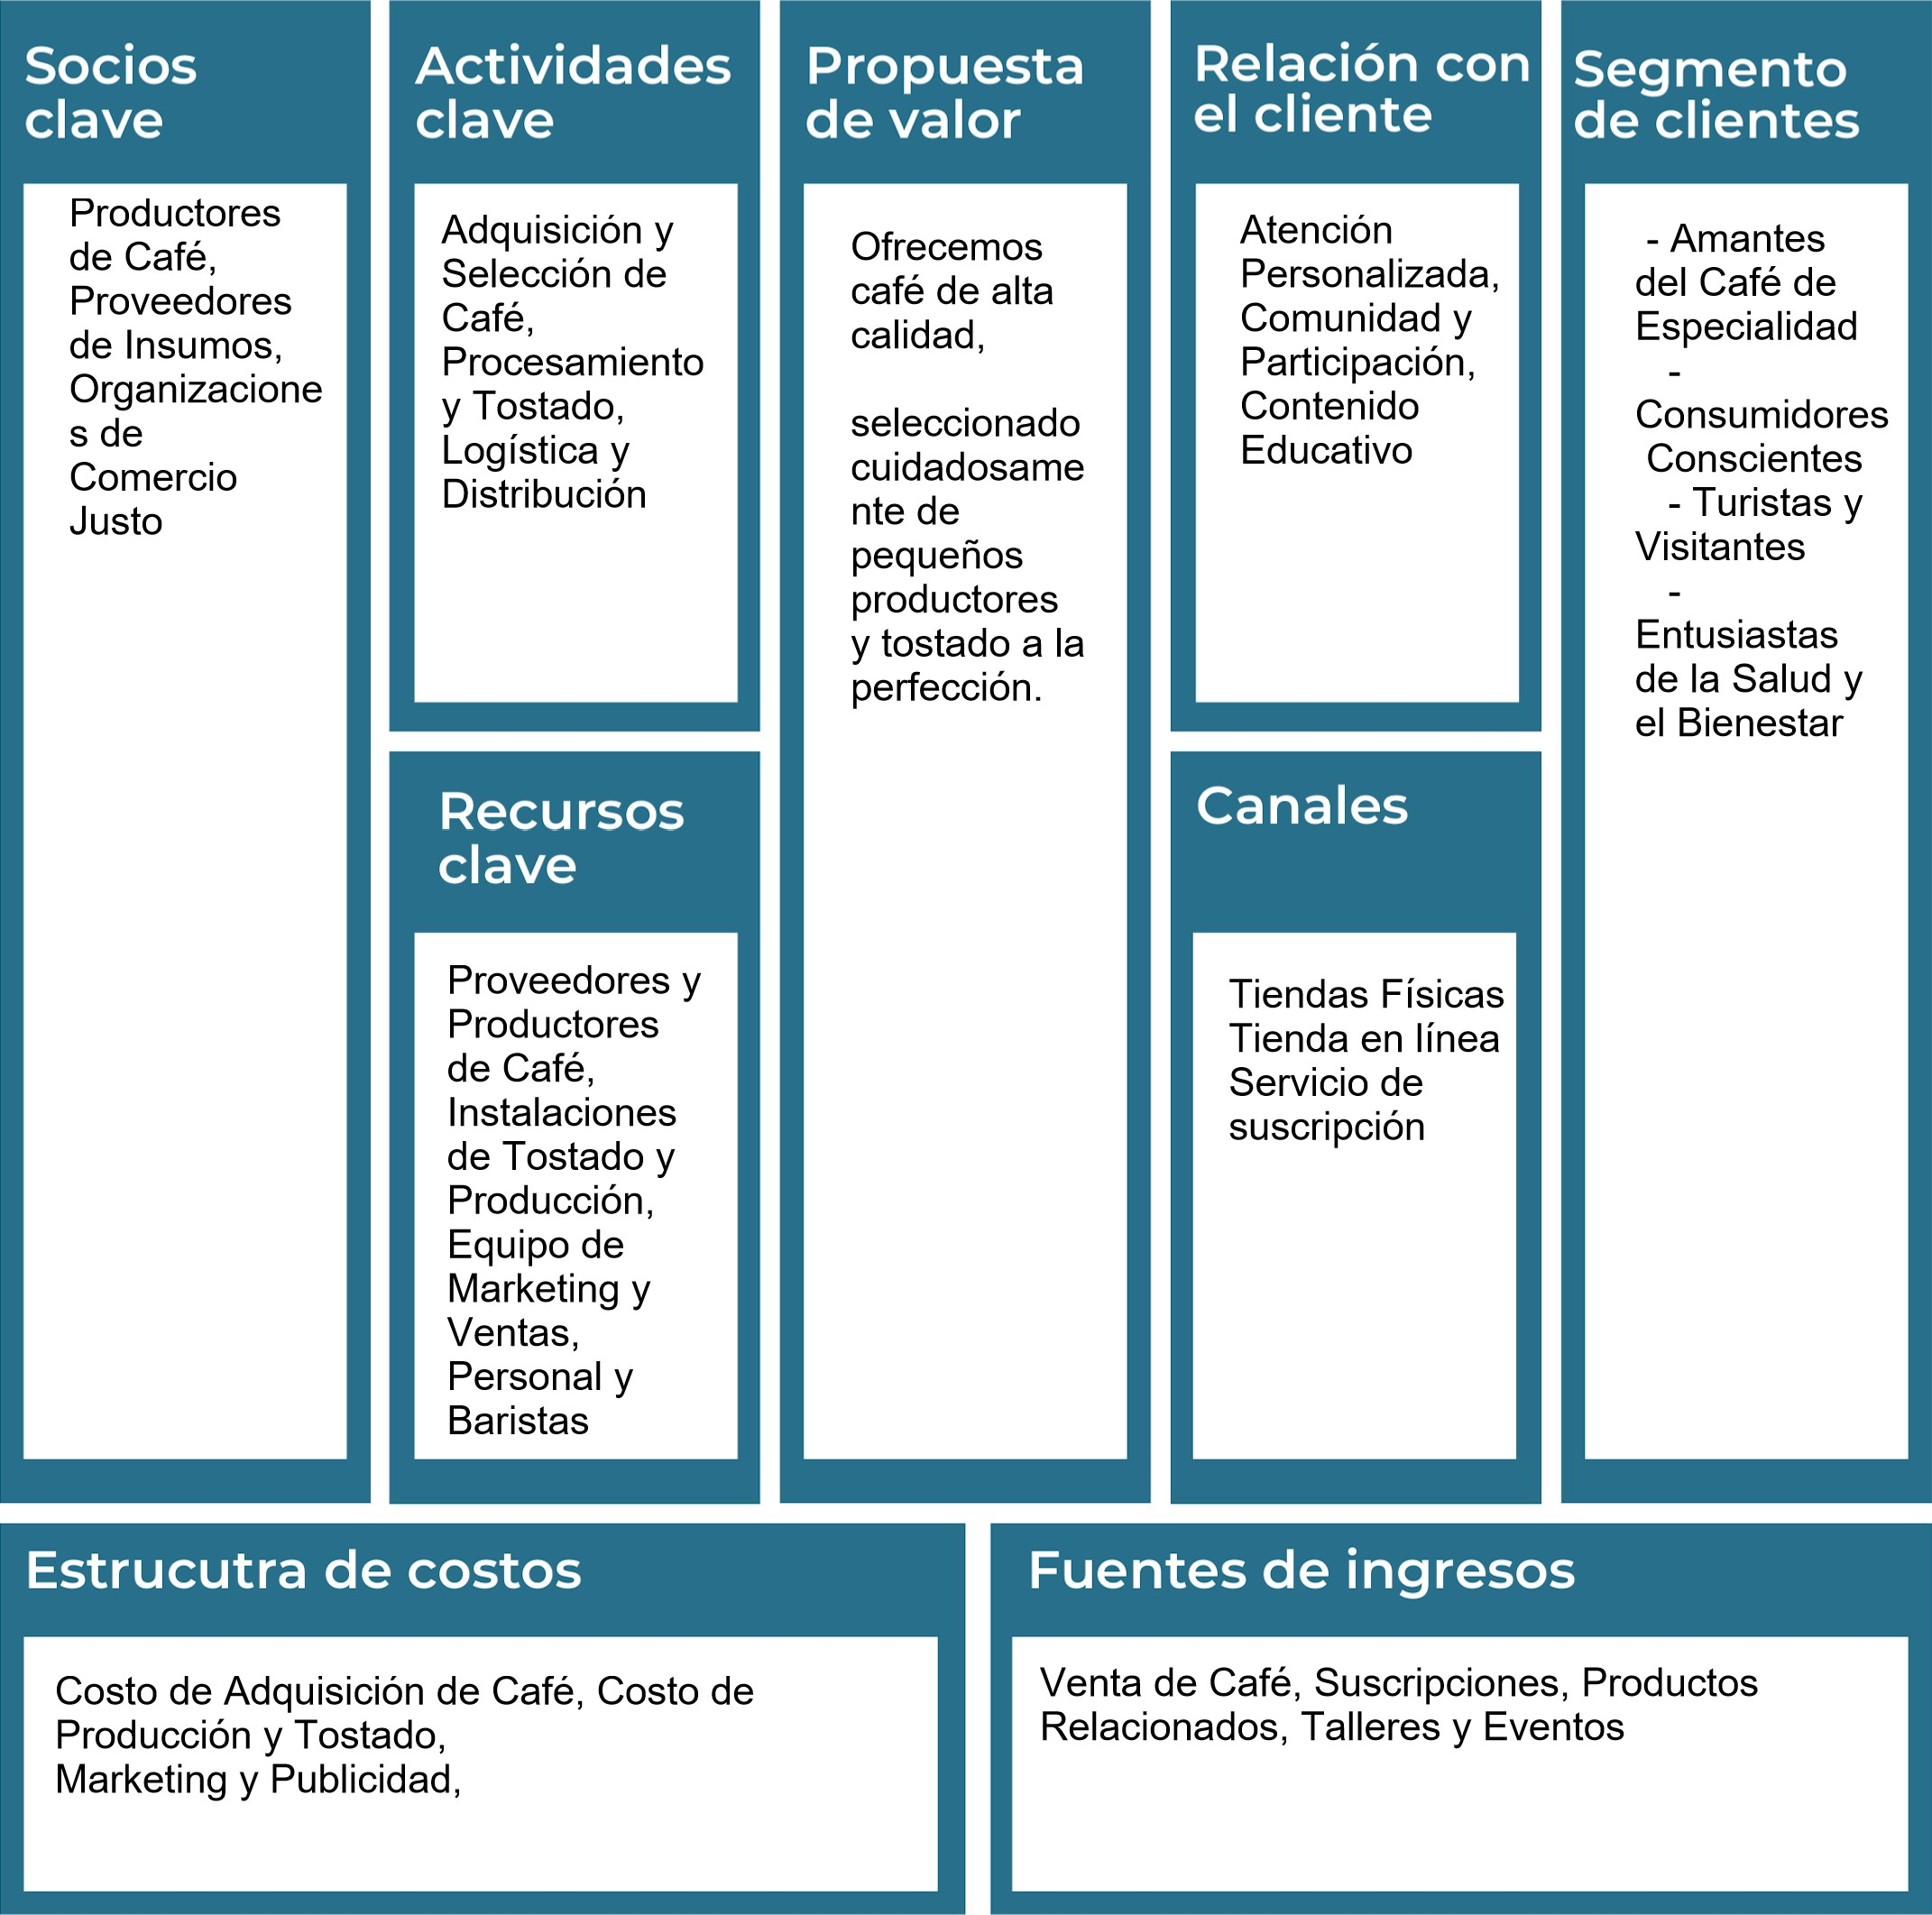 Socios
clave
Productores
de Café,
Proveedores
de Insumos,
Organizacione
s de
Comercio
Justo
Actividades
clave
Adquisición y
Selección de
Café,
Procesamiento
y Tostado,
Logística y
Distribución
Recursos
clave
Proveedores y
Productores
de Café,
Instalaciones
de Tostado y
Producción,
Equipo de
Marketing y
Ventas,
Personal y
Baristas
Propuesta
de valor
Ofrecemos
café de alta
calidad,
seleccionado
cuidadosame
nte de
pequeños
productores
y tostado a la
perfección.
Relación con
el cliente
Atención
Personalizada,
Comunidad y
Participación,
Contenido
Educativo
Canales
Tiendas Físicas
Tienda en línea
Servicio de
suscripción
Segmento
de clientes
- Amantes
del Café de
Especialidad
-
Consumidores
Conscientes
- Turistas y
Visitantes
-
Entusiastas
de la Salud y
el Bienestar
Estrucutra de costos
Costo de Adquisición de Café, Costo de
Producción y Tostado,
Marketing y Publicidad,
Fuentes de ingresos
Venta de Café, Suscripciones, Productos
Relacionados, Talleres y Eventos